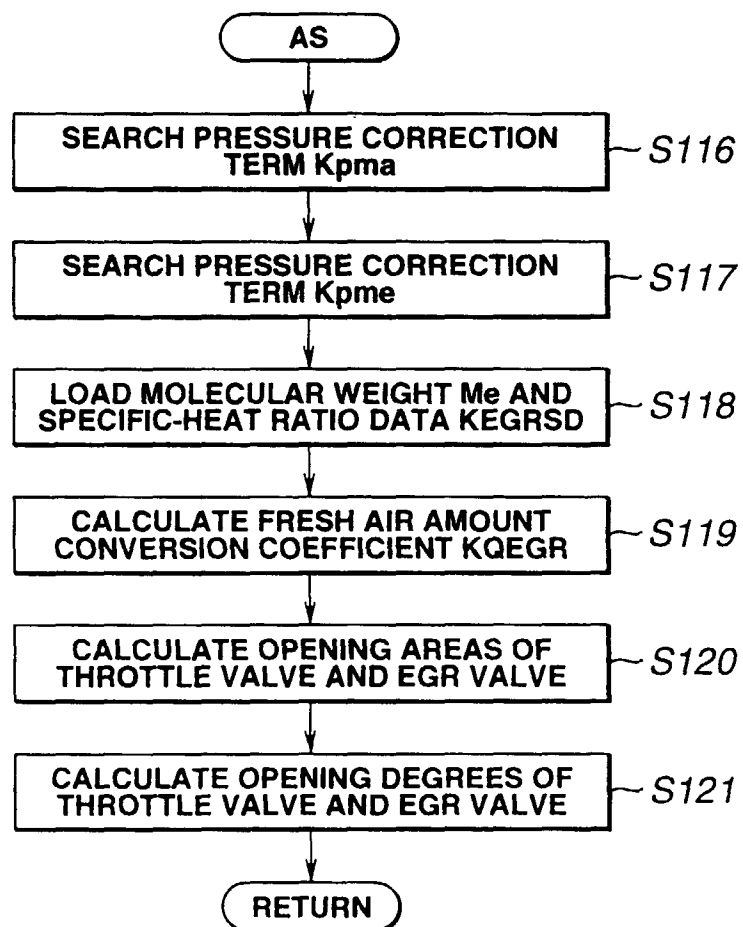 AS
SEARCH PRESSURE CORRECTION
TERM Kpma
S116
SEARCH PRESSURE CORRECTION
TERM Kpme
S117
LOAD MOLECULAR WEIGHT Me AND
SPECIFIC-HEAT RATIO DATA KEGRSD
S118
CALCULATE FRESH AIR AMOUNT
CONVERSION COEFFICIENT KQEGR
S119
CALCULATE OPENING AREAS OF
THROTTLE VALVE AND EGR VALVE
S120
CALCULATE OPENING DEGREES OF
THROTTLE VALVE AND EGR VALVE
S121
RETURN